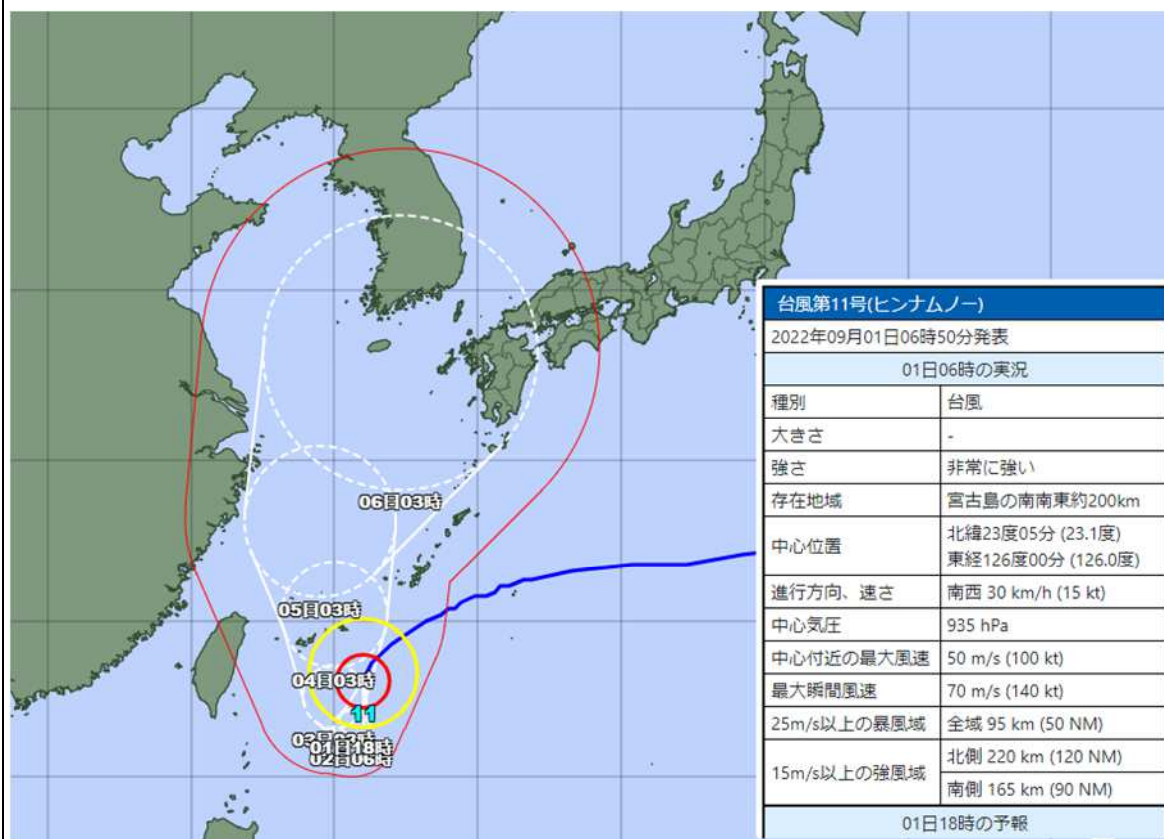 06日03時
05日03時
04日03時
11
03日03時
01日18時
02日06時
台風第11号(ヒンナムノー)
2022年09月01日06時50分発表
01日06時の実況
種別 台風
大きさ -
強さ 非常に強い
存在地域 宮古島の南南東約200km
中心位置 北緯23度05分 (23.1度)
東経126度00分 (126.0度)
進行方向、速さ 南西 30 km/h (15 kt)
中心気圧 935 hPa
中心付近の最大風速 50 m/s (100 kt)
最大瞬間風速 70 m/s (140 kt)
25m/s以上の暴風域 全域 95 km (50 NM)
15m/s以上の強風域 北側 220 km (120 NM)
南側 165 km (90 NM)
01日18時の予報